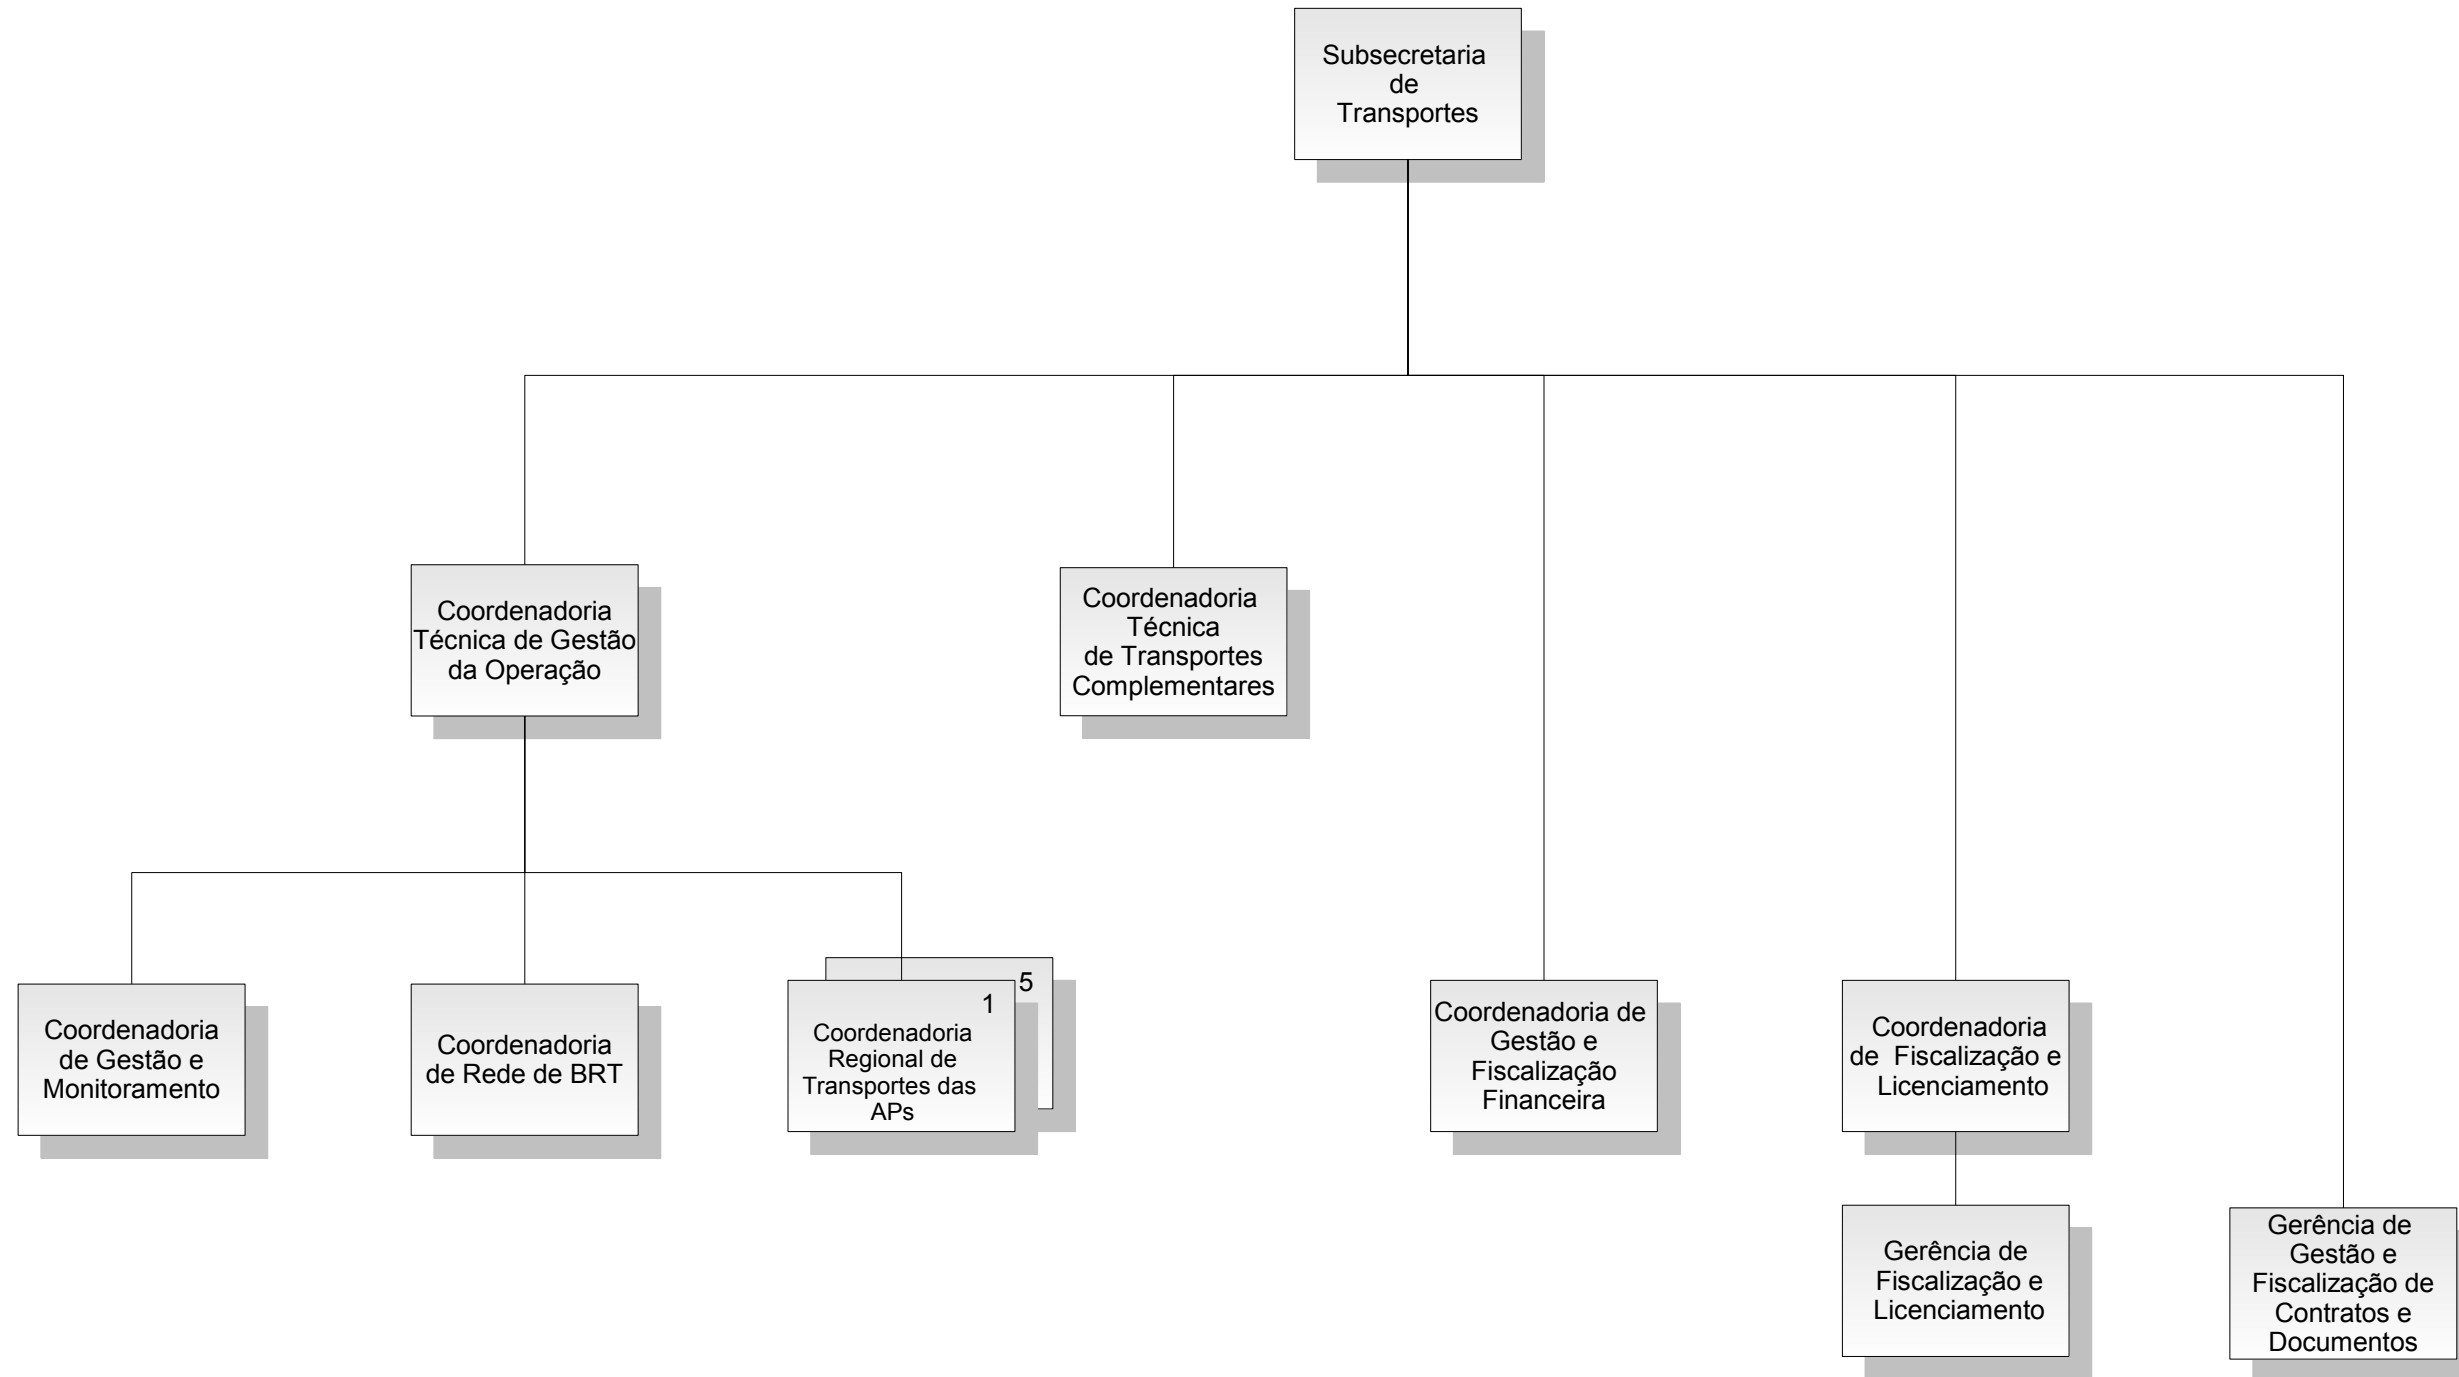 Subsecretaria
de
Transportes
Coordenadoria
Técnica de Gestão
da Operação
Coordenadoria
Técnica
de Transportes
Complementares
Coordenadoria
de Gestão e
Monitoramento
Coordenadoria
de Rede de BRT
5
1
Coordenadoria
Regional de
Transportes das
APs
Coordenadoria de
Gestão e
Fiscalização
Financeira
Coordenadoria
de Fiscalização e
Licenciamento
Gerência de
Fiscalização e
Licenciamento
Gerência de
Gestão e
Fiscalização de
Contratos e
Documentos